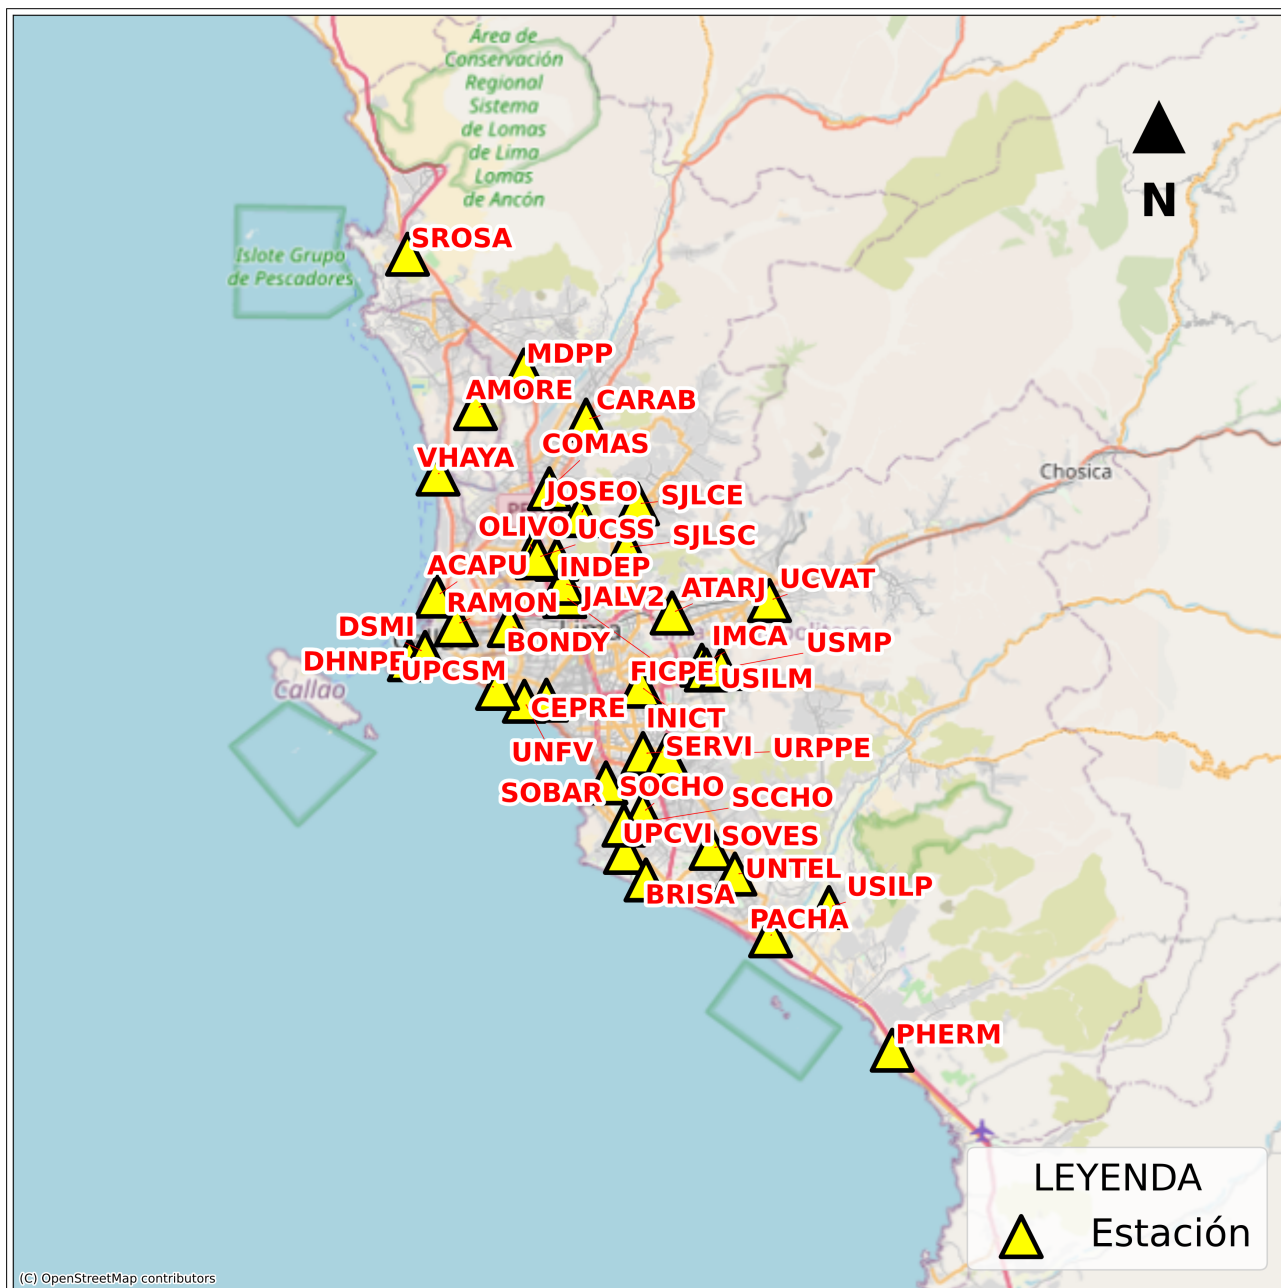 Área de
Conservación
Regional
Sistema
de Lomas
de Lima
Lomas
de Ancón
N
SROSA
Islote Grupo
de Pescadores
MDPP
AMORE
CARAB
COMAS
VHAYA
Chosica
JOSEO
SJLCE
OLIVO
UCSS
SJLSC
ACAPU
INDEP
UCVAT
JALV2
ATARJ
RAMON
DSMI
BONDY
IMCA
USMP
DHNPE
UPCSM
FICPE
USILM
Callao
CEPRE
INICT
UNFV
SERVI
URPPE
SOBAR
SOCHO
SCCHO
UPCVI
SOVES
UNTEL
BRISA
USILP
PACHA
PHERM
LEYENDA
Estación
(C) OpenStreetMap contributors